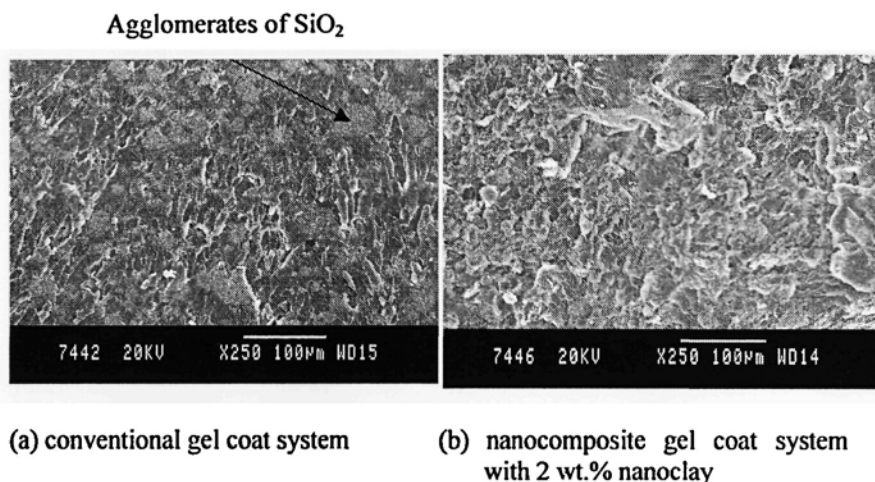 Agglomerates of SiO₂
7442 20KV X250 100µm WD15
7446 20KV X250 100µm WD14
(a) conventional gel coat system
(b) nanocomposite gel coat system
with 2 wt.% nanoclay